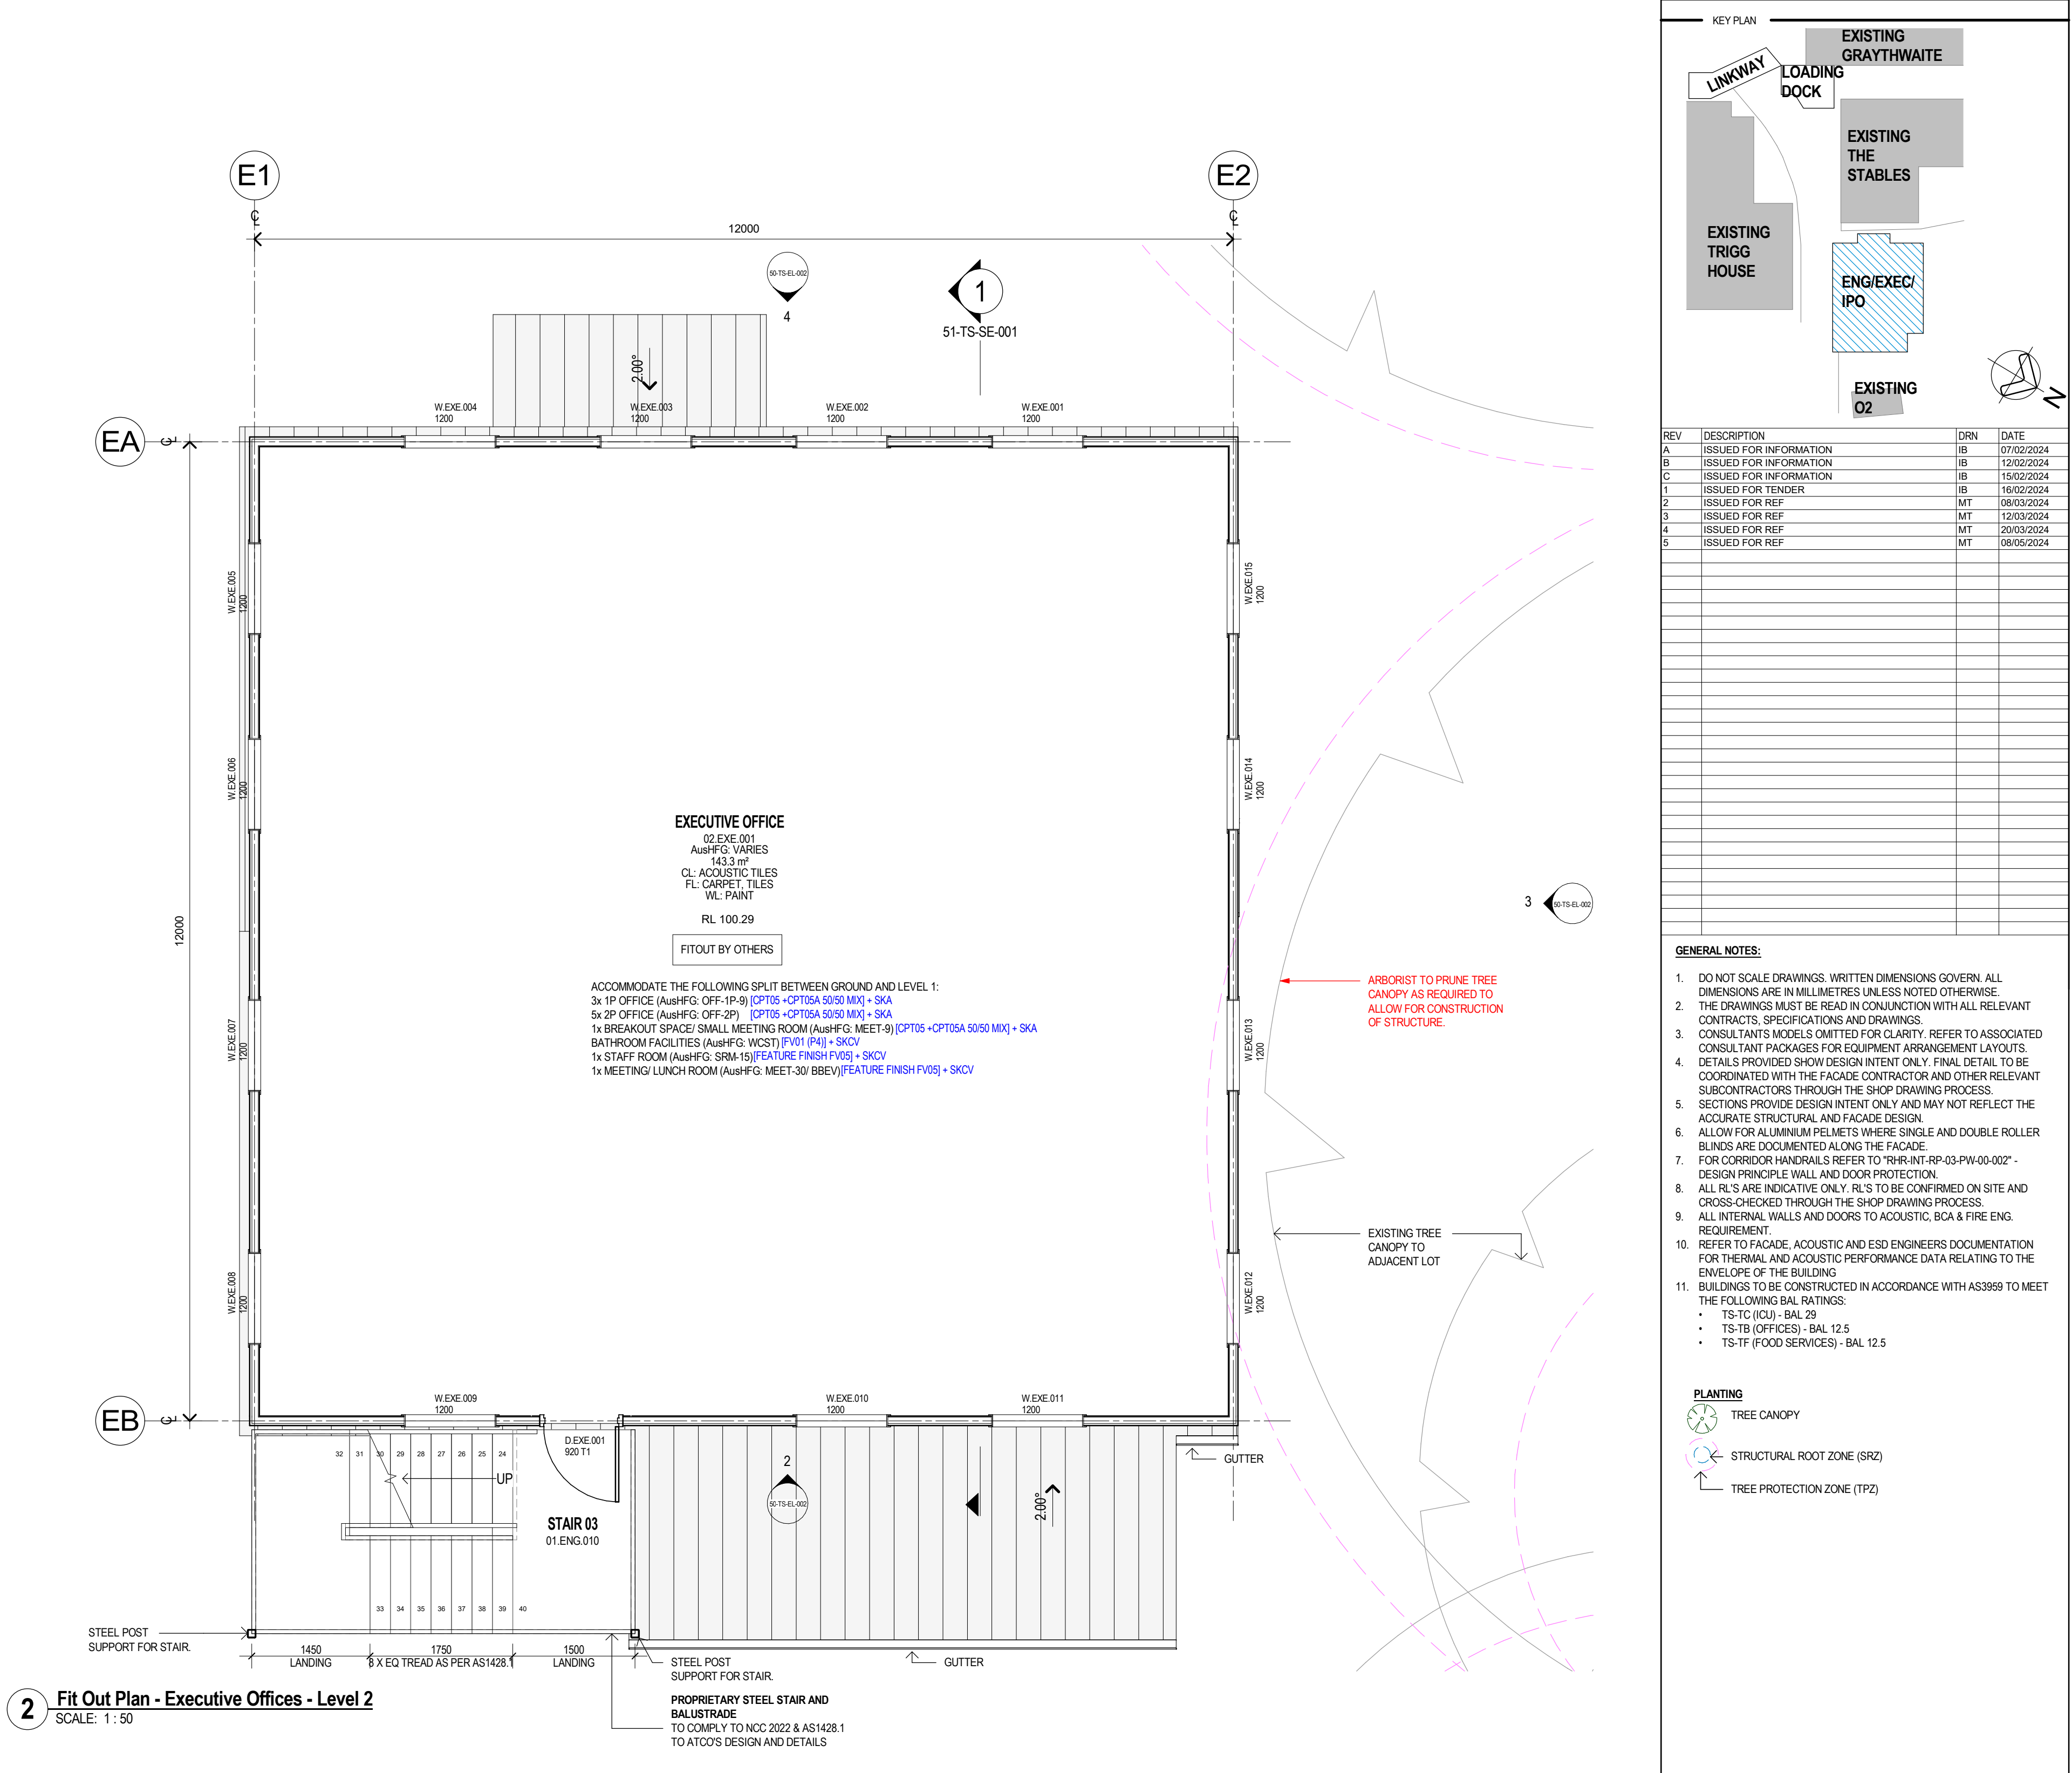 KEY PLAN
EXISTING
GRAYTHWAITE
LINKWAY
LOADING
DOCK
EXISTING
THE
STABLES
EXISTING
TRIGG
HOUSE
ENG/EXEC/
IPO
EXISTING
O2
N
E1
E2
12000
50-TS-EL-002
4
1
51-TS-SE-001
2.00°
W.EXE.004
1200
W.EXE.003
1200
W.EXE.002
1200
W.EXE.001
1200
EA
W.EXE.005
1200
W.EXE.015
1200
W.EXE.006
1200
W.EXE.014
1200
12000
EXECUTIVE OFFICE
02.EXE.001
AusHFG: VARIES
143.3 m²
CL: ACOUSTIC TILES
FL: CARPET, TILES
WL: PAINT
RL 100.29
FITOUT BY OTHERS
ACCOMMODATE THE FOLLOWING SPLIT BETWEEN GROUND AND LEVEL 1:
3x 1P OFFICE (AusHFG: OFF-1P-9) [CPT05 +CPT05A 50/50 MIX] + SKA
5x 2P OFFICE (AusHFG: OFF-2P) [CPT05 +CPT05A 50/50 MIX] + SKA
1x BREAKOUT SPACE/ SMALL MEETING ROOM (AusHFG: MEET-9) [CPT05 +CPT05A 50/50 MIX] + SKA
BATHROOM FACILITIES (AusHFG: WCST) [FV01 (P4)] + SKCV
1x STAFF ROOM (AusHFG: SRM-15)[FEATURE FINISH FV05] + SKCV
1x MEETING/ LUNCH ROOM (AusHFG: MEET-30/ BBEV)[FEATURE FINISH FV05] + SKCV
W.EXE.007
1200
W.EXE.013
1200
W.EXE.008
1200
W.EXE.012
1200
3
50-TS-EL-002
ARBORIST TO PRUNE TREE
CANOPY AS REQUIRED TO
ALLOW FOR CONSTRUCTION
OF STRUCTURE.
EXISTING TREE
CANOPY TO
ADJACENT LOT
W.EXE.009
1200
W.EXE.010
1200
W.EXE.011
1200
EB
D.EXE.001
920 T1
32 31 30 29 28 27 26 25 24
UP
2
50-TS-EL-002
2.00°
GUTTER
STAIR 03
01.ENG.010
33 34 35 36 37 38 39 40
STEEL POST
SUPPORT FOR STAIR.
1450
LANDING
1750
8 X EQ TREAD AS PER AS1428.1
1500
LANDING
STEEL POST
SUPPORT FOR STAIR.
GUTTER
PROPRIETARY STEEL STAIR AND
BALUSTRADE
TO COMPLY TO NCC 2022 & AS1428.1
TO ATCO'S DESIGN AND DETAILS
2
Fit Out Plan - Executive Offices - Level 2
SCALE: 1 : 50
REV DESCRIPTION DRN DATE
A ISSUED FOR INFORMATION IB 07/02/2024
B ISSUED FOR INFORMATION IB 12/02/2024
C ISSUED FOR INFORMATION IB 15/02/2024
1 ISSUED FOR TENDER IB 16/02/2024
2 ISSUED FOR REF MT 08/03/2024
3 ISSUED FOR REF MT 12/03/2024
4 ISSUED FOR REF MT 20/03/2024
5 ISSUED FOR REF MT 08/05/2024
GENERAL NOTES:
1. DO NOT SCALE DRAWINGS. WRITTEN DIMENSIONS GOVERN. ALL
DIMENSIONS ARE IN MILLIMETRES UNLESS NOTED OTHERWISE.
2. THE DRAWINGS MUST BE READ IN CONJUNCTION WITH ALL RELEVANT
CONTRACTS, SPECIFICATIONS AND DRAWINGS.
3. CONSULTANTS MODELS OMITTED FOR CLARITY. REFER TO ASSOCIATED
CONSULTANT PACKAGES FOR EQUIPMENT ARRANGEMENT LAYOUTS.
4. DETAILS PROVIDED SHOW DESIGN INTENT ONLY. FINAL DETAIL TO BE
COORDINATED WITH THE FACADE CONTRACTOR AND OTHER RELEVANT
SUBCONTRACTORS THROUGH THE SHOP DRAWING PROCESS.
5. SECTIONS PROVIDE DESIGN INTENT ONLY AND MAY NOT REFLECT THE
ACCURATE STRUCTURAL AND FACADE DESIGN.
6. ALLOW FOR ALUMINIUM PELMETS WHERE SINGLE AND DOUBLE ROLLER
BLINDS ARE DOCUMENTED ALONG THE FACADE.
7. FOR CORRIDOR HANDRAILS REFER TO "RHR-INT-RP-03-PW-00-002" -
DESIGN PRINCIPLE WALL AND DOOR PROTECTION.
8. ALL RL'S ARE INDICATIVE ONLY. RL'S TO BE CONFIRMED ON SITE AND
CROSS-CHECKED THROUGH THE SHOP DRAWING PROCESS.
9. ALL INTERNAL WALLS AND DOORS TO ACOUSTIC, BCA & FIRE ENG.
REQUIREMENT.
10. REFER TO FACADE, ACOUSTIC AND ESD ENGINEERS DOCUMENTATION
FOR THERMAL AND ACOUSTIC PERFORMANCE DATA RELATING TO THE
ENVELOPE OF THE BUILDING
11. BUILDINGS TO BE CONSTRUCTED IN ACCORDANCE WITH AS3959 TO MEET
THE FOLLOWING BAL RATINGS:
• TS-TC (ICU) - BAL 29
• TS-TB (OFFICES) - BAL 12.5
• TS-TF (FOOD SERVICES) - BAL 12.5
PLANTING
TREE CANOPY
STRUCTURAL ROOT ZONE (SRZ)
TREE PROTECTION ZONE (TPZ)